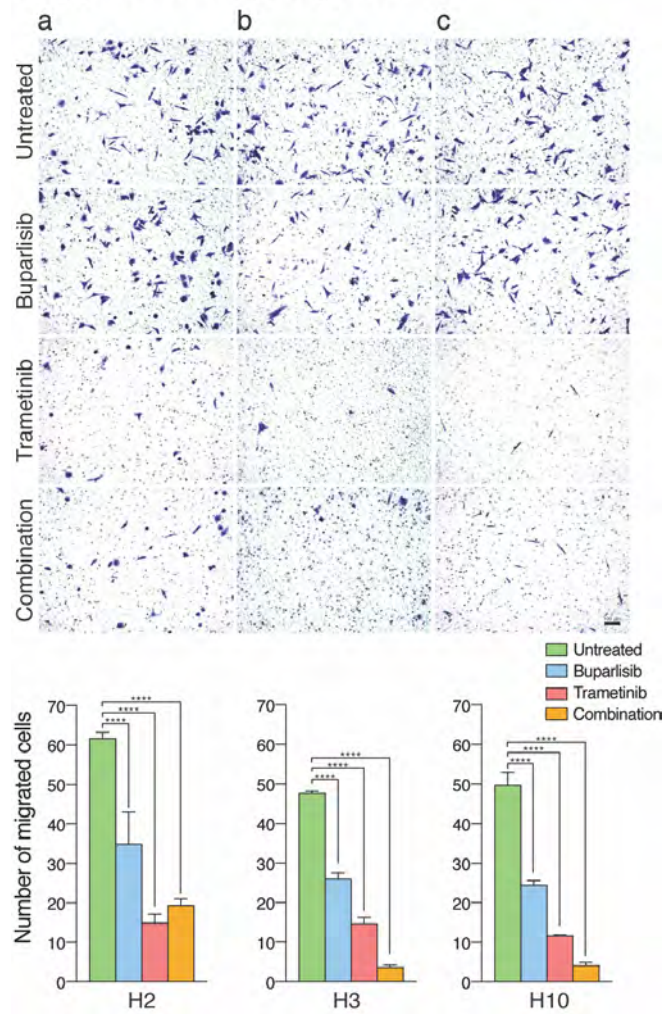 a b c
Untreated
Buparlisib
Trametinib
Combination
Untreated
Buparlisib
Trametinib
Combination
Number of migrated cells
70
60
50
40
30
20
10
0
****
****
****
H2
70
60
50
40
30
20
10
0
****
****
****
H3
70
60
50
40
30
20
10
0
****
****
****
H10